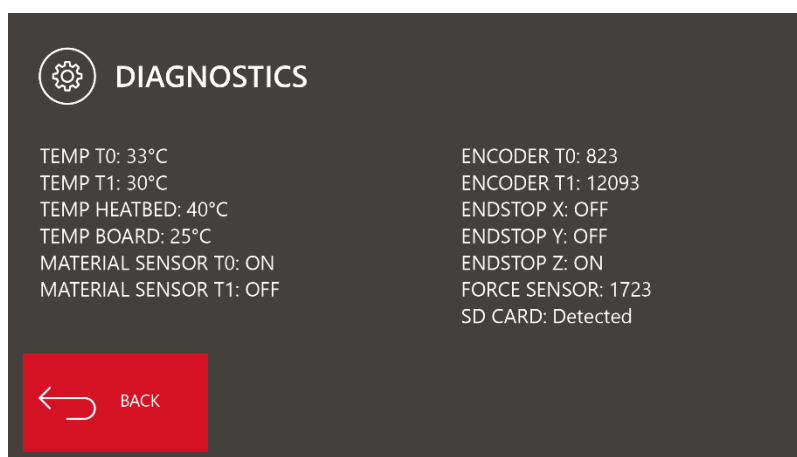 DIAGNOSTICS
TEMP T0: 33°C
TEMP T1: 30°C
TEMP HEATBED: 40°C
TEMP BOARD: 25°C
MATERIAL SENSOR T0: ON
MATERIAL SENSOR T1: OFF
ENCODER T0: 823
ENCODER T1: 12093
ENDSTOP X: OFF
ENDSTOP Y: OFF
ENDSTOP Z: ON
FORCE SENSOR: 1723
SD CARD: Detected
BACK